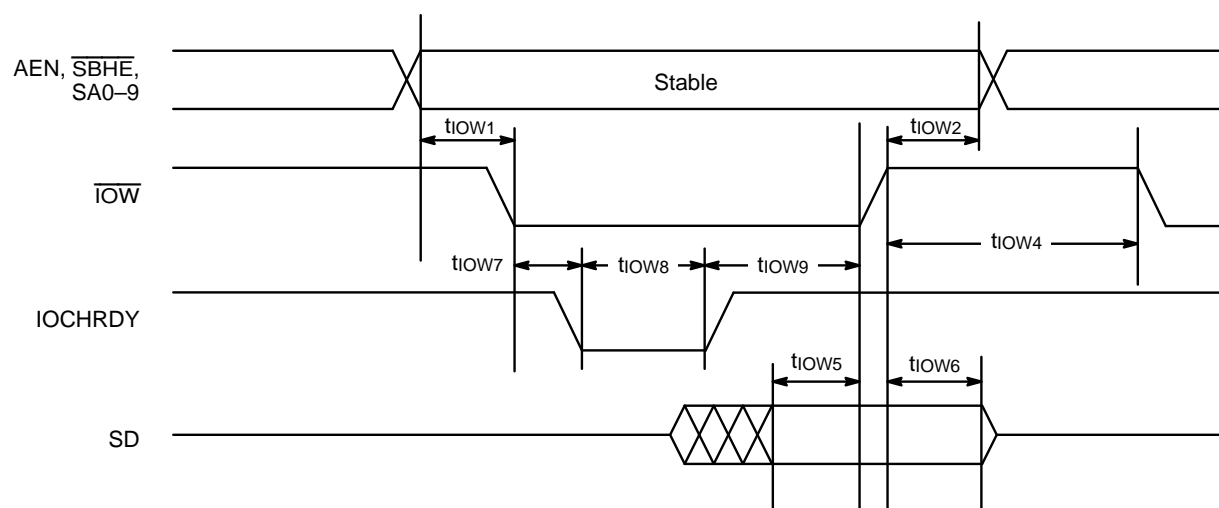 AEN, SBHE,
SA0–9
Stable
tIOW1
tIOW2
IOW
tIOW4
tIOW7
tIOW8
tIOW9
IOCHRDY
tIOW5
tIOW6
SD